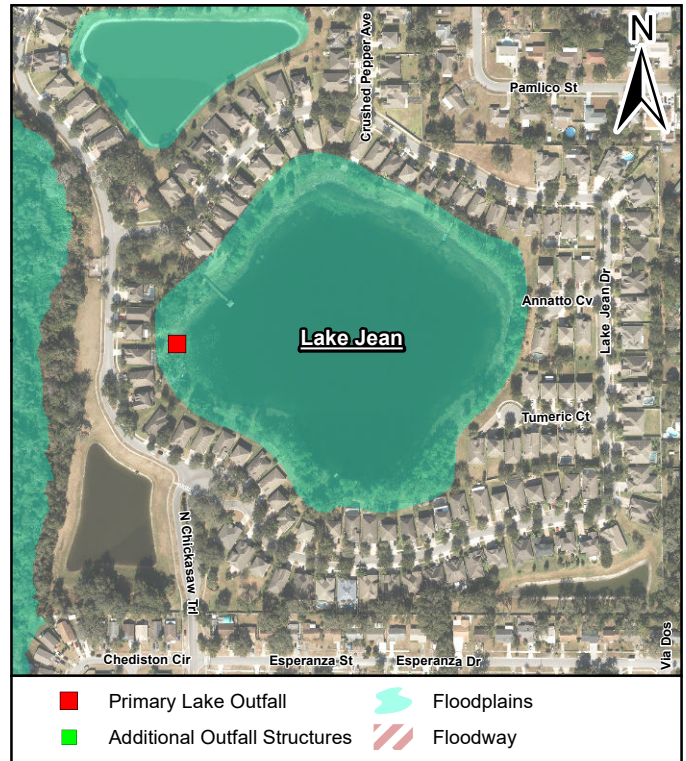 N
Crushed Pepper Ave
Pamlico St
Annatto Cv
Lake Jean Dr
Lake Jean
Tumeric Ct
N Chickasaw Trl
Chediston Cir
Esperanza St
Esperanza Dr
Via Dos
Primary Lake Outfall
Floodplains
Additional Outfall Structures
Floodway